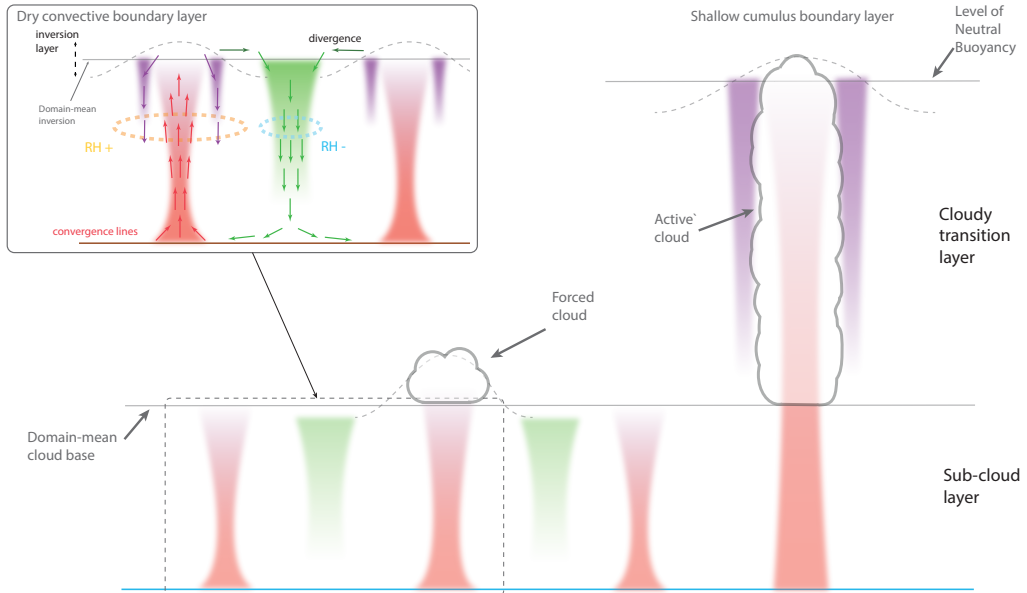 Dry convective boundary layer
inversion
layer
divergence
Domain-mean
inversion
RH +
RH -
convergence lines
Shallow cumulus boundary layer
Level of
Neutral
Buoyancy
Active`
cloud
Cloudy
transition
layer
Forced
cloud
Domain-mean
cloud base
Sub-cloud
layer